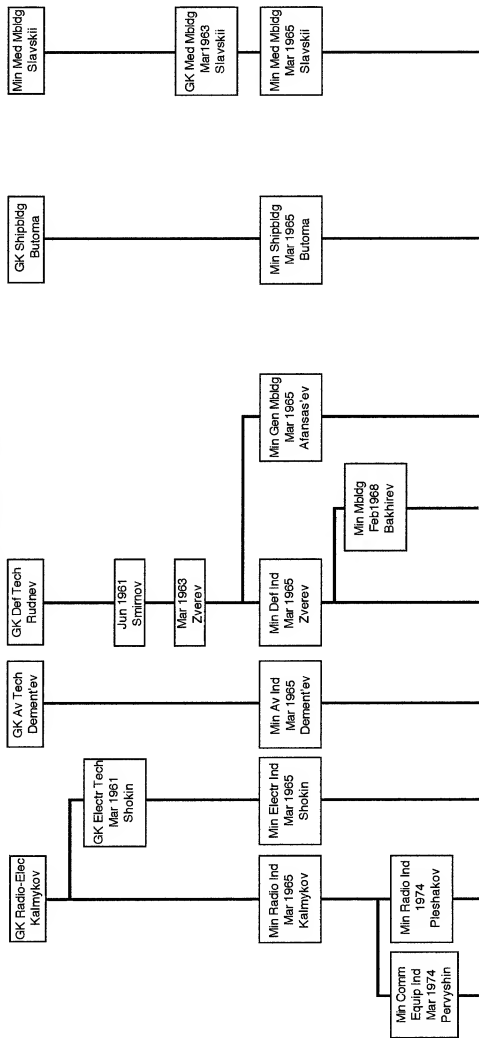 Min Med Mbldg
Slavskii
GK Med Mbldg
Mar1963
Slavskii
Min Med Mbldg
Mar 1965
Slavskii
GK Shipbldg
Butoma
Min Shipbldg
Mar 1965
Butoma
Min Gen Mbldg
Mar 1965
Afansas'ev
Min Mbldg
Feb1968
Bakhirev
GK Def Tech
Rudnev
Jun 1961
Smirnov
Mar 1963
Zverev
Min Def Ind
Mar 1965
Zverev
GK Av Tech
Dement'ev
Min Av Ind
Mar 1965
Dement'ev
GK Electr Tech
Mar 1961
Shokin
Min Electr Ind
Mar 1965
Shokin
GK Radio-Elec
Kalmykov
Min Radio Ind
Mar 1965
Kalmykov
Min Radio Ind
1974
Pleshakov
Min Comm
Equip Ind
Mar 1974
Pervyshin